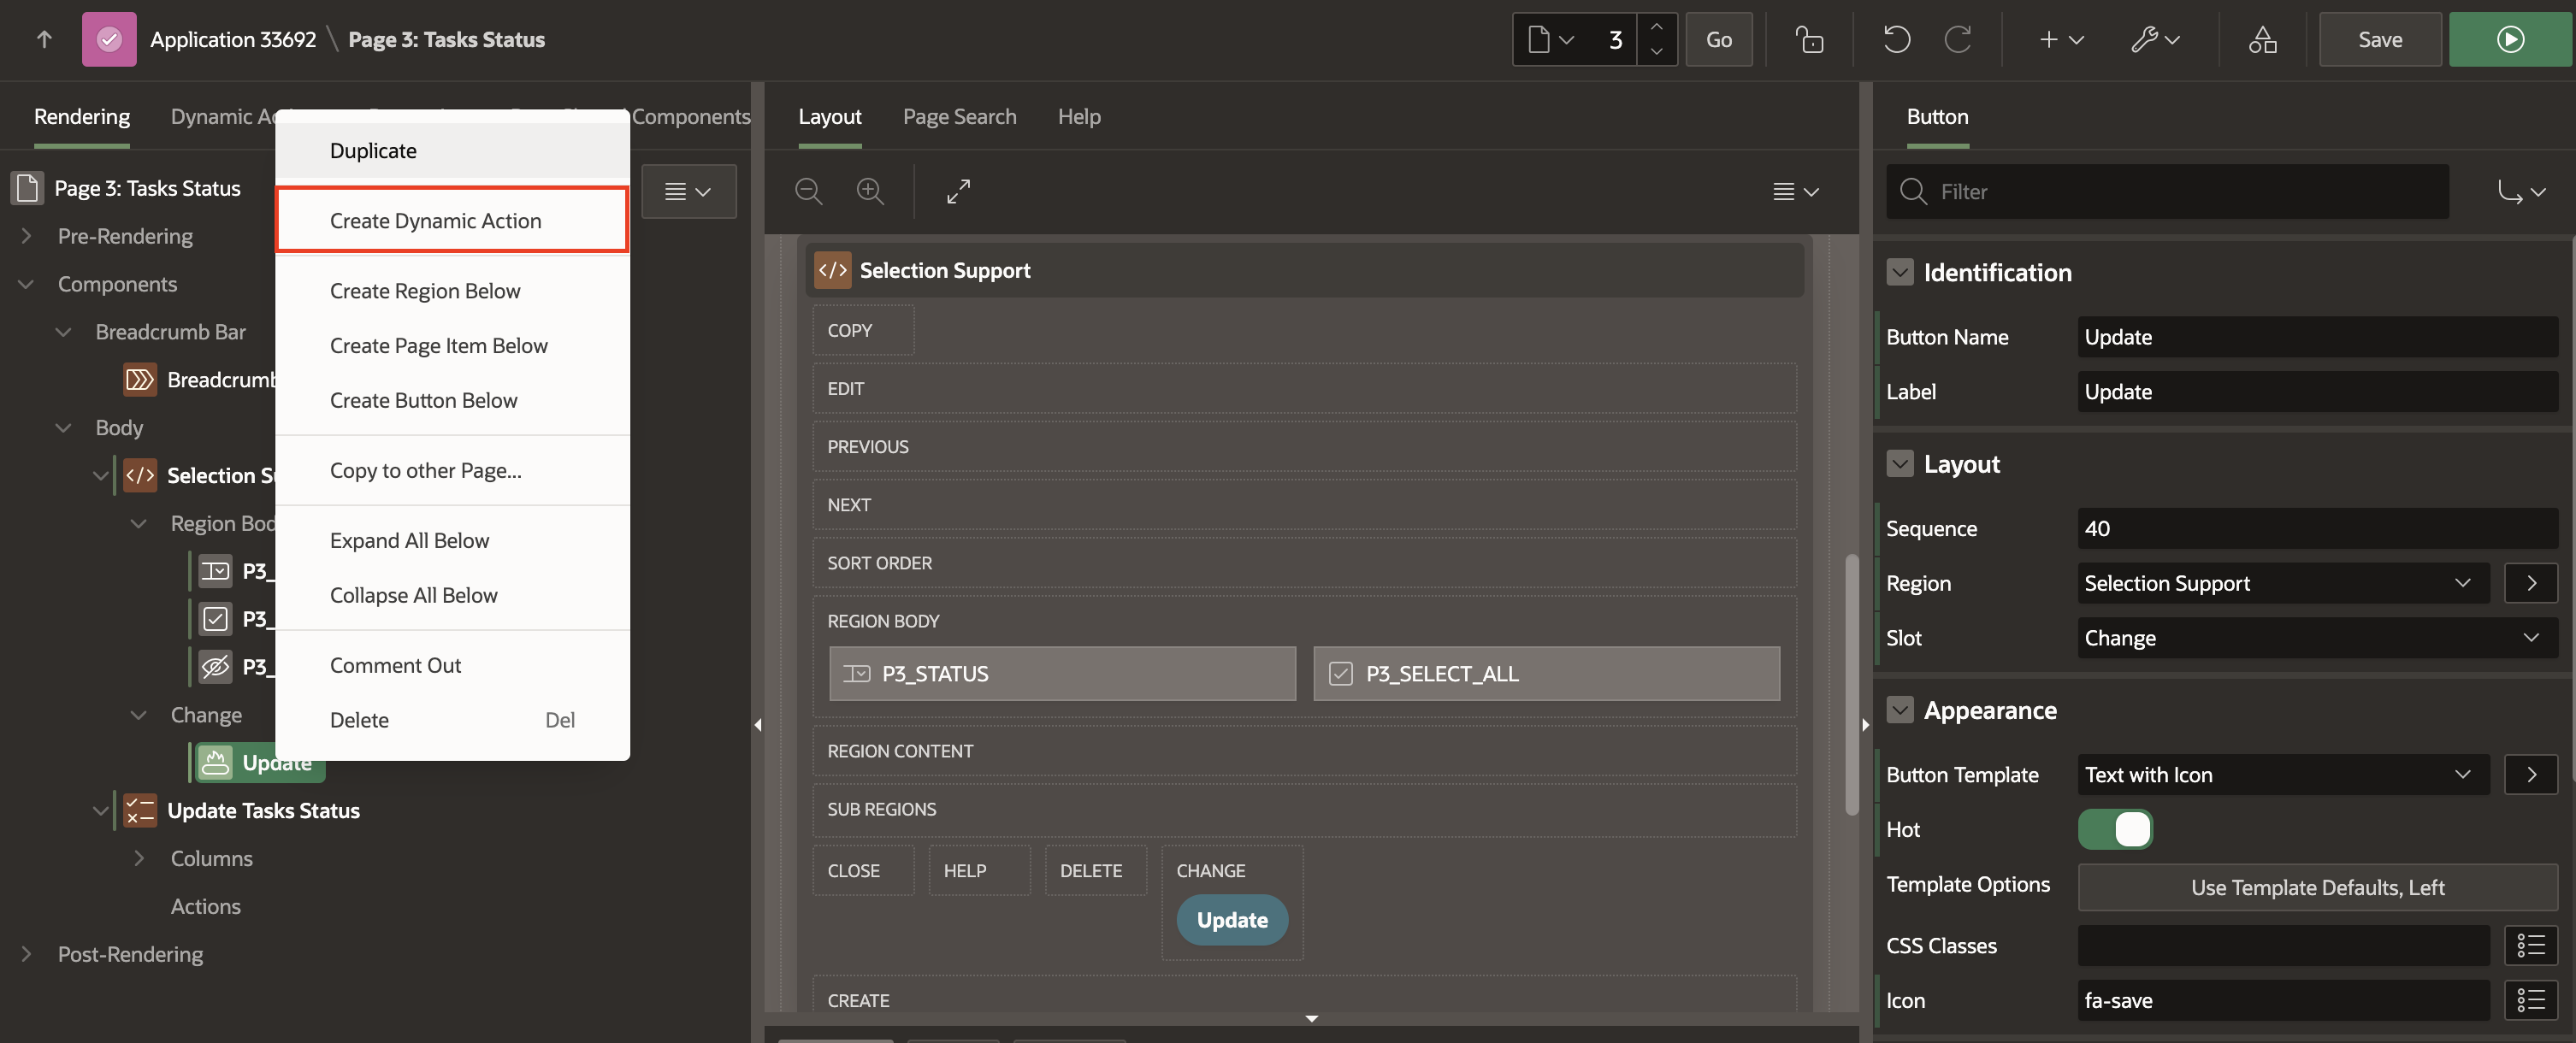 Application 33692 \ Page 3: Tasks Status
3
Go
Save
Rendering
Dynamic Ac
Components
Layout
Page Search
Help
Button
Page 3: Tasks Status
Pre-Rendering
Components
Breadcrumb Bar
Breadcrumb
Body
Selection Su
Region Bod
P3_
P3_
P3_
Change
Update
Update Tasks Status
Columns
Actions
Post-Rendering
Duplicate
Create Dynamic Action
Create Region Below
Create Page Item Below
Create Button Below
Copy to other Page...
Expand All Below
Collapse All Below
Comment Out
Delete Del
Selection Support
COPY
EDIT
PREVIOUS
NEXT
SORT ORDER
REGION BODY
P3_STATUS
P3_SELECT_ALL
REGION CONTENT
SUB REGIONS
CLOSE
HELP
DELETE
CHANGE
Update
CREATE
Filter
Identification
Button Name Update
Label Update
Layout
Sequence 40
Region Selection Support
Slot Change
Appearance
Button Template Text with Icon
Hot
Template Options Use Template Defaults, Left
CSS Classes
Icon fa-save